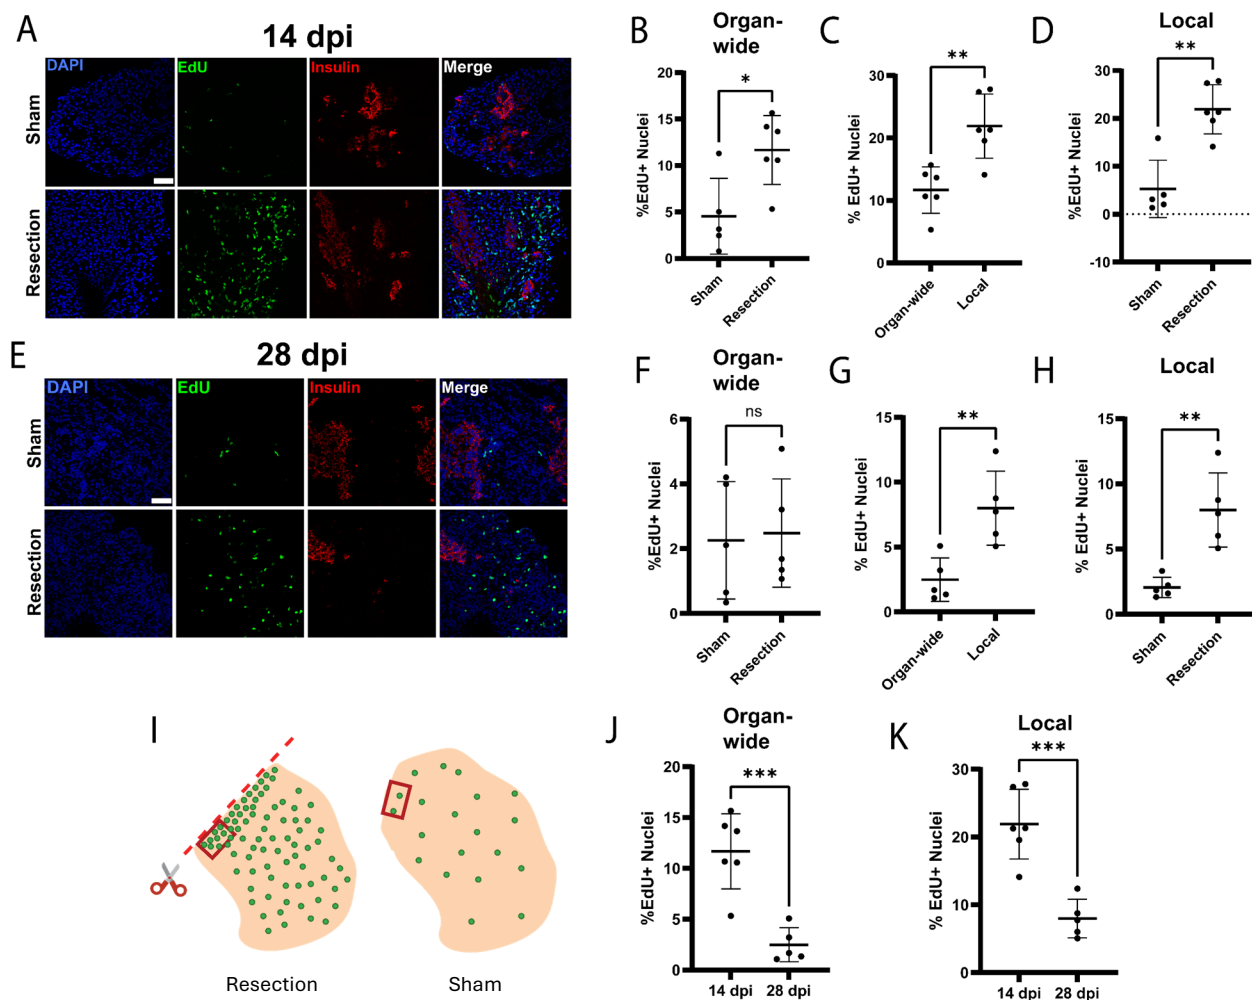 A
14 dpi
DAPI
EdU
Insulin
Merge
Sham
Resection
B
Organ-
wide
%EdU+ Nuclei
20
15
10
5
0
*
Sham
Resection
C
% EdU+ Nuclei
30
20
10
0
**
Organ-wide
Local
D
Local
%EdU+ Nuclei
30
20
10
0
-10
**
Sham
Resection
E
28 dpi
DAPI
EdU
Insulin
Merge
Sham
Resection
F
Organ-
wide
%EdU+ Nuclei
6
4
2
0
ns
Sham
Resection
G
% EdU+ Nuclei
15
10
5
0
**
Organ-wide
Local
H
Local
% EdU+ Nuclei
15
10
5
0
**
Sham
Resection
I
Resection
Sham
J
Organ-
wide
%EdU+ Nuclei
20
15
10
5
0
***
14 dpi
28 dpi
K
Local
% EdU+ Nuclei
30
20
10
0
***
14 dpi
28 dpi